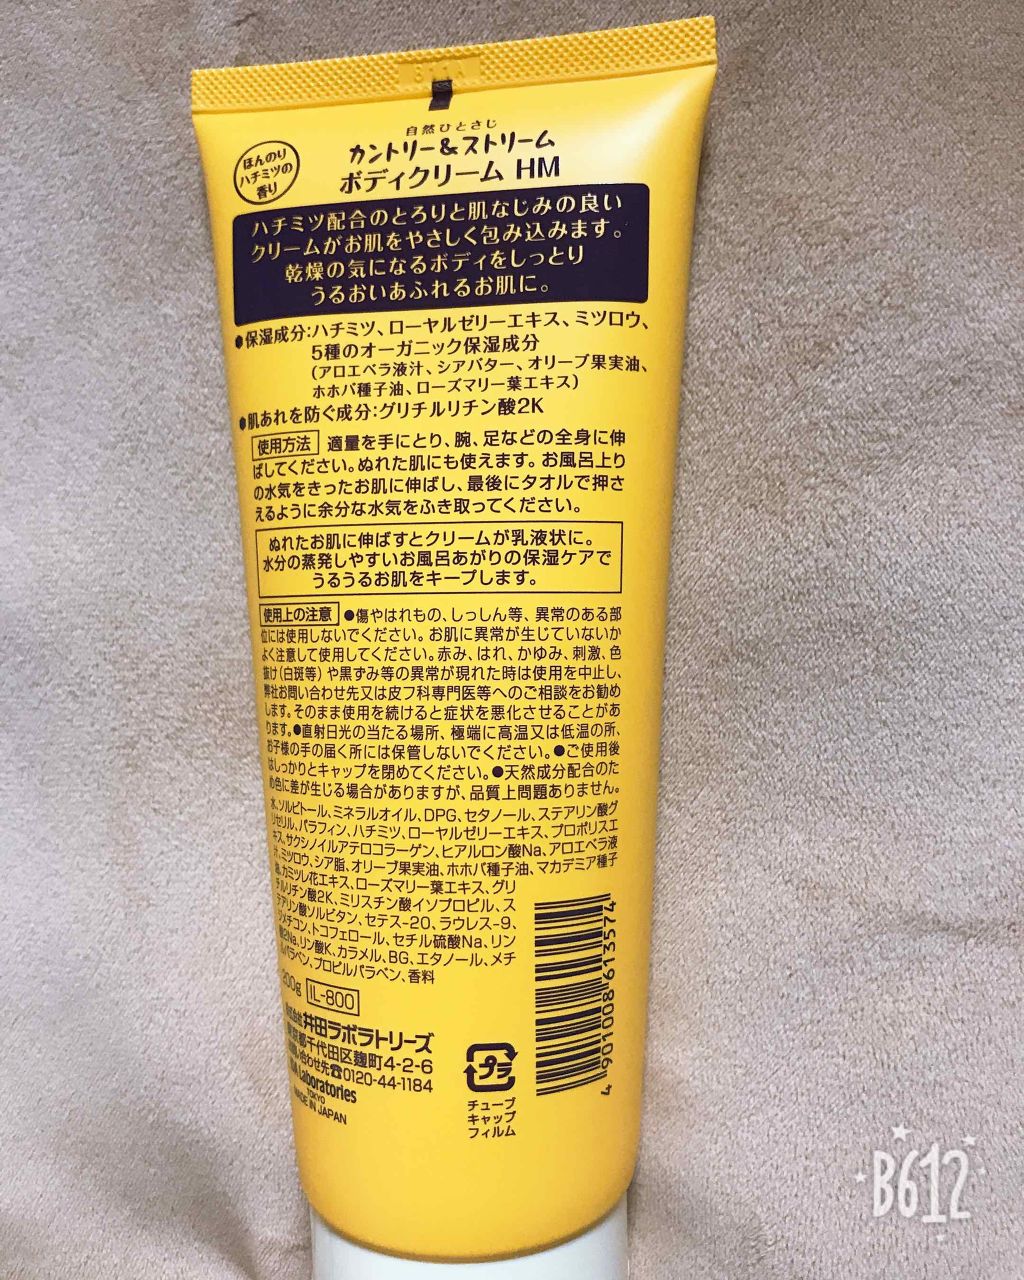 自然ひとさじ
カントリー&ストリーム
ボディクリーム HM
ほんのり
ハチミツの
香り
ハチミツ配合のとろりと肌なじみの良い
クリームがお肌をやさしく包み込みます。
乾燥の気になるボディをしっとり
うるおいあふれるお肌に。
●保湿成分:ハチミツ、ローヤルゼリーエキス、ミツロウ、
5種のオーガニック保湿成分
(アロエベラ液汁、シアバター、オリーブ果実油、
ホホバ種子油、ローズマリー葉エキス)
●肌あれを防ぐ成分:グリチルリチン酸2K
使用方法 適量を手にとり、腕、足などの全身に伸
ばしてください。ぬれた肌にも使えます。お風呂上り
の水気をきったお肌に伸ばし、最後にタオルで押さ
えるように余分な水気をふき取ってください。
ぬれたお肌に伸ばすとクリームが乳液状に。
水分の蒸発しやすいお風呂あがりの保湿ケアで
うるうるお肌をキープします。
使用上の注意 ●傷やはれもの、しっしん等、異常のある部
位には使用しないでください。お肌に異常が生じていないか
よく注意して使用してください。赤み、はれ、かゆみ、刺激、色
抜け(白斑等)や黒ずみ等の異常が現れた時は使用を中止し、
弊社お問い合わせ先又は皮フ科専門医等へのご相談をお勧め
します。そのまま使用を続けると症状を悪化させることがあ
ります。●直射日光の当たる場所、極端に高温又は低温の所、
お子様の手の届く所には保管しないでください。●ご使用後
はしっかりとキャップを閉めてください。●天然成分配合のた
め色に差が生じる場合がありますが、品質上問題ありません。
水、ソルビトール、ミネラルオイル、DPG、セタノール、ステアリン酸グ
リセリル、パラフィン、ハチミツ、ローヤルゼリーエキス、プロポリスエ
キス、サクシノイルアテロコラーゲン、ヒアルロン酸Na、アロエベラ液
汁、ミツロウ、シア脂、オリーブ果実油、ホホバ種子油、マカデミア種子
油、カミツレ花エキス、ローズマリー葉エキス、グリ
チルリチン酸2K、ミリスチン酸イソプロピル、ス
テアリン酸ソルビタン、セテス-20、ラウレス-9、
ジメチコン、トコフェロール、セチル硫酸Na、リン
酸2Na、リン酸K、カラメル、BG、エタノール、メチ
ルパラベン、プロピルパラベン、香料
200g IL-800
株式会社 井田ラボラトリーズ
東京都千代田区麹町4-2-6
お問い合わせ先☎0120-44-1184
Laboratories
TOKYO
MADE IN JAPAN
プラ
チューブ
キャップ
フィルム
4 901008 613574
B612